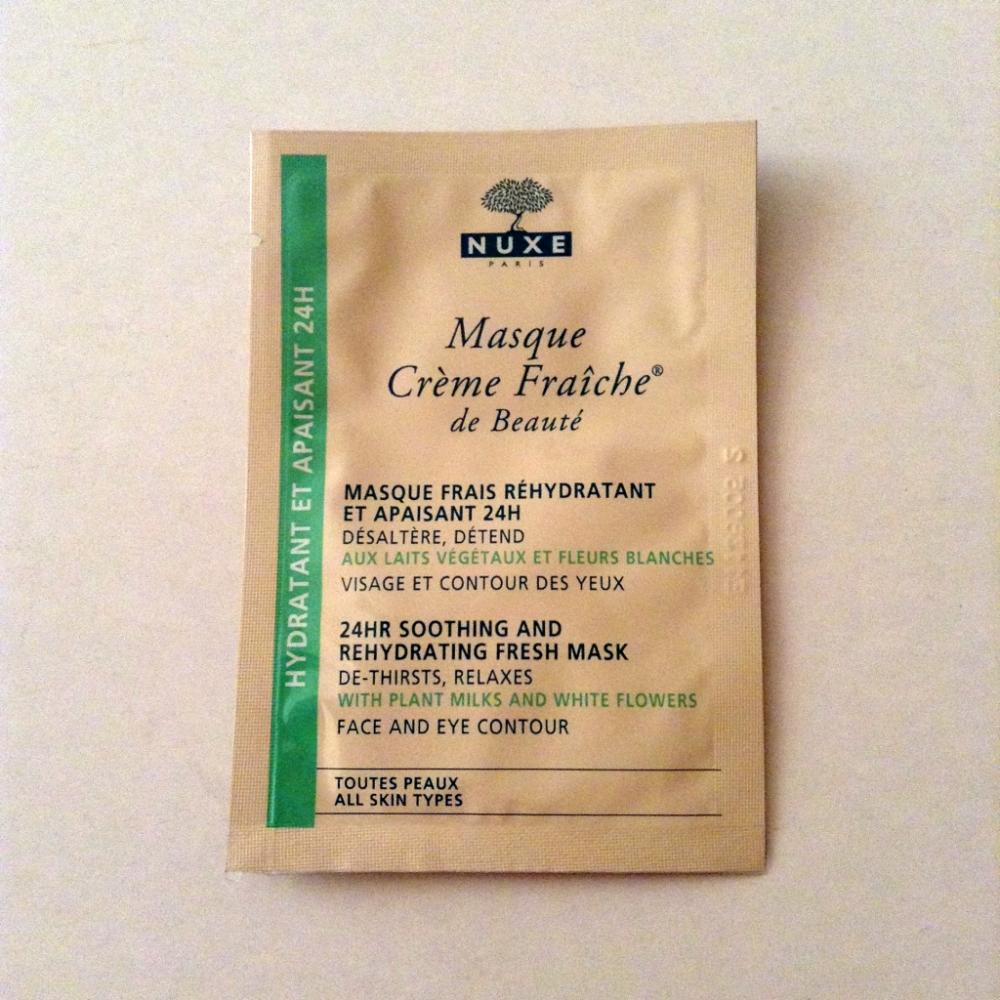 NUXE
PARIS
Masque
Crème Fraîche®
de Beauté
HYDRATANT ET APAISANT 24H
MASQUE FRAIS RÉHYDRATANT
ET APAISANT 24H
DÉSALTÈRE, DÉTEND
AUX LAITS VÉGÉTAUX ET FLEURS BLANCHES
VISAGE ET CONTOUR DES YEUX
24HR SOOTHING AND
REHYDRATING FRESH MASK
DE-THIRSTS, RELAXES
WITH PLANT MILKS AND WHITE FLOWERS
FACE AND EYE CONTOUR
TOUTES PEAUX
ALL SKIN TYPES